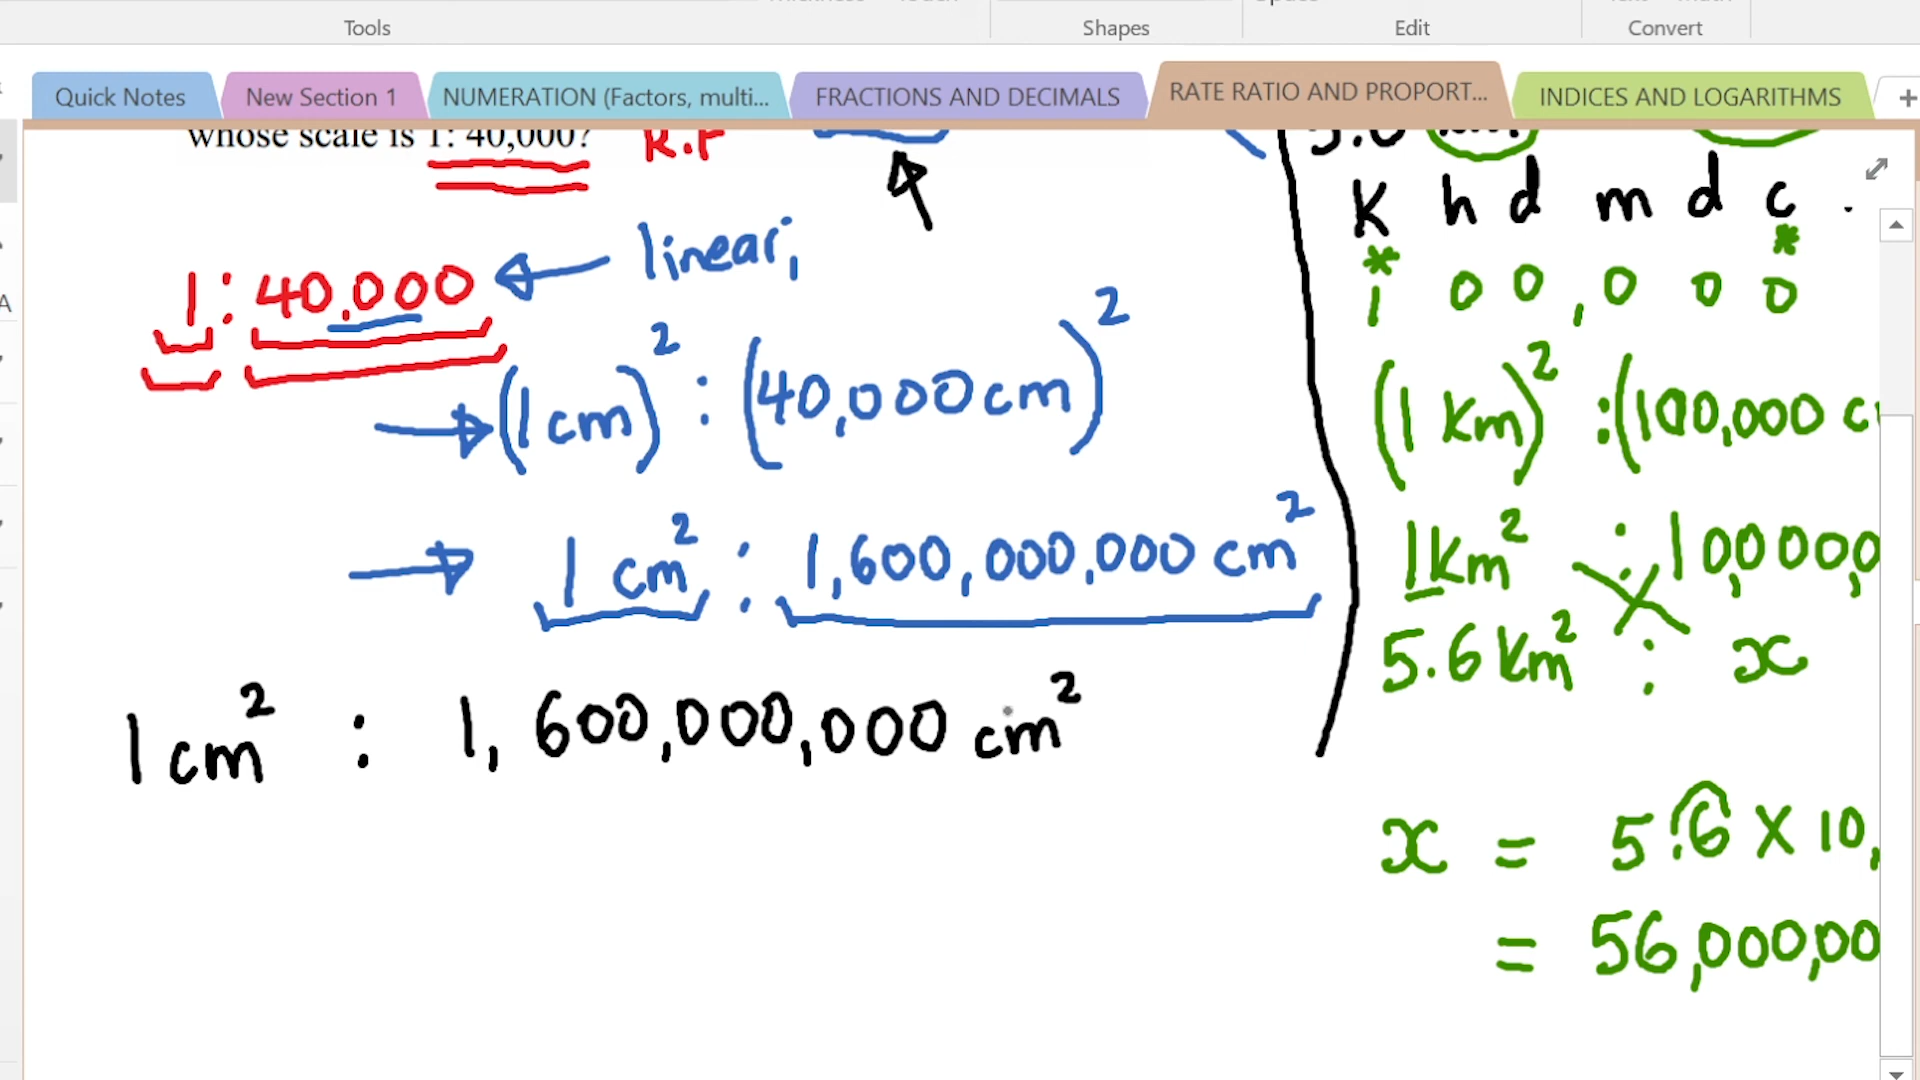 Tools Shapes Edit Convert
Quick Notes New Section 1 NUMERATION (Factors, multi... FRACTIONS AND DECIMALS RATE RATIO AND PROPORT... INDICES AND LOGARITHMS +
whose scale is 1: 40,000? R.F
1 : 40,000 linear,
(1 cm)² : (40,000 cm)²
1 cm² : 1,600,000,000 cm²
1 cm² : 1,600,000,000 cm²
K h d m d c .
* *
1 0 0 , 0 0 0
(1 Km)² : (100,000 c
1Km² : 10,000,0
5.6 Km² : x
x = 5.6 X 10,
= 56,000,00